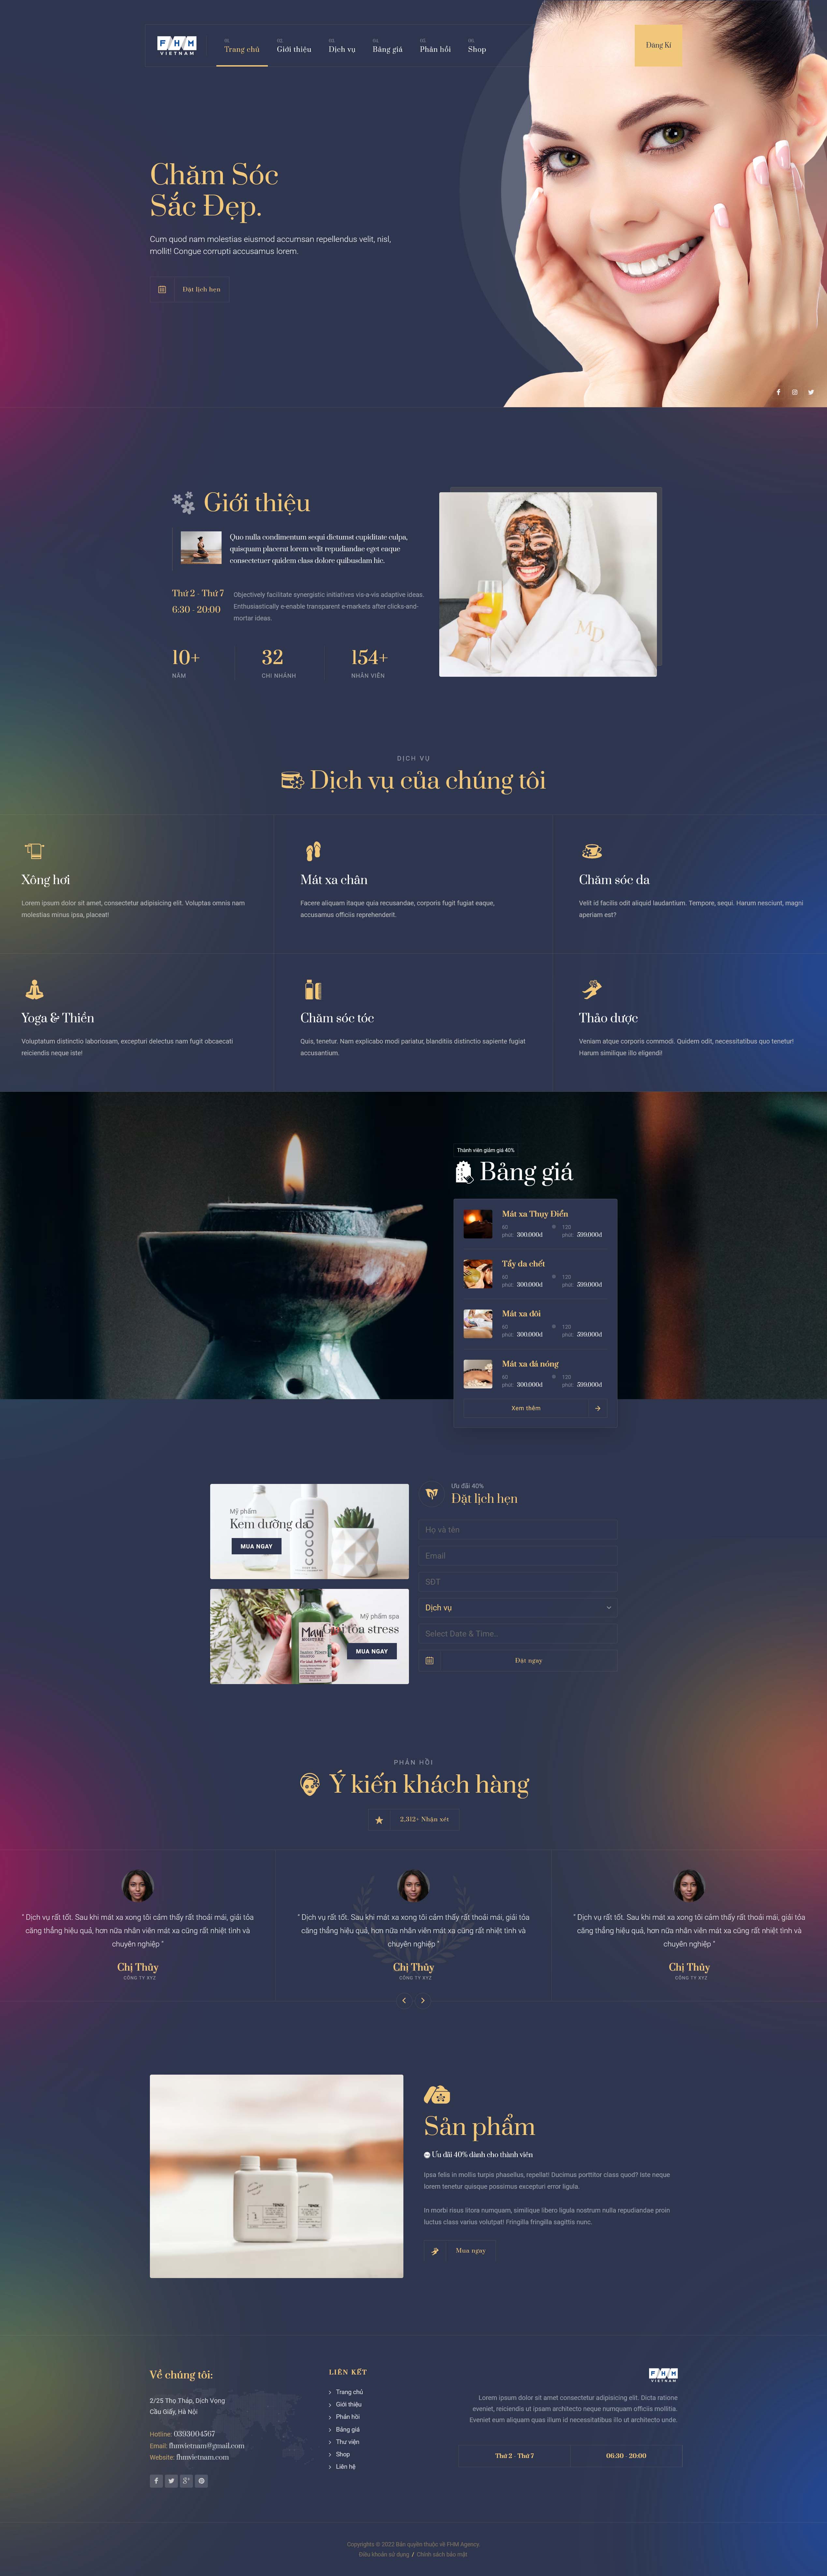 FHM
VIETNAM
01
Trang chủ
02
Giới thiệu
03
Dịch vụ
04
Bảng giá
05
Phản hồi
06
Shop
Đăng Kí
Chăm Sóc
Sắc Đẹp.
Cum quod nam molestias eiusmod accumsan repellendus velit, nisl,
mollit! Congue corrupti accusamus lorem.
Đặt lịch hẹn
Giới thiệu
Quo nulla condimentum sequi dictumst cupiditate culpa,
quisquam placerat lorem velit repudiandae eget eaque
consectetuer quidem class dolore quibusdam hic.
Thứ 2 - Thứ 7
6:30 - 20:00
Objectively facilitate synergistic initiatives vis-a-vis adaptive ideas.
Enthusiastically e-enable transparent e-markets after clicks-and-
mortar ideas.
10+
NĂM
32
CHI NHÁNH
154+
NHÂN VIÊN
MD
DỊCH VỤ
Dịch vụ của chúng tôi
Xông hơi
Lorem ipsum dolor sit amet, consectetur adipisicing elit. Voluptas omnis nam
molestias minus ipsa, placeat!
Mát xa chân
Facere aliquam itaque quia recusandae, corporis fugit fugiat eaque,
accusamus officiis reprehenderit.
Chăm sóc da
Velit id facilis odit aliquid laudantium. Tempore, sequi. Harum nesciunt, magni
aperiam est?
Yoga & Thiền
Voluptatum distinctio laboriosam, excepturi delectus nam fugit obcaecati
reiciendis neque iste!
Chăm sóc tóc
Quis, tenetur. Nam explicabo modi pariatur, blanditiis distinctio sapiente fugiat
accusantium.
Thảo dược
Veniam atque corporis commodi. Quidem odit, necessitatibus quo tenetur!
Harum similique illo eligendi!
Thành viên giảm giá 40%
Bảng giá
Mát xa Thụy Điển
60
phút: 300.000đ
120
phút: 599.000đ
Tẩy da chết
60
phút: 300.000đ
120
phút: 599.000đ
Mát xa đôi
60
phút: 300.000đ
120
phút: 599.000đ
Mát xa đá nóng
60
phút: 300.000đ
120
phút: 599.000đ
Xem thêm
Mỹ phẩm
Kem dưỡng da
MUA NGAY
COCOOIL
Mỹ phẩm spa
Giải tỏa stress
MUA NGAY
Maui
MOISTURE
Ưu đãi 40%
Đặt lịch hẹn
Họ và tên
Email
SĐT
Dịch vụ
Select Date & Time..
Đặt ngay
PHẢN HỒI
Ý kiến khách hàng
2,312+ Nhận xét
" Dịch vụ rất tốt. Sau khi mát xa xong tôi cảm thấy rất thoải mái, giải tỏa
căng thẳng hiệu quả, hơn nữa nhân viên mát xa cũng rất nhiệt tình và
chuyên nghiệp "
Chị Thùy
CÔNG TY XYZ
" Dịch vụ rất tốt. Sau khi mát xa xong tôi cảm thấy rất thoải mái, giải tỏa
căng thẳng hiệu quả, hơn nữa nhân viên mát xa cũng rất nhiệt tình và
chuyên nghiệp "
Chị Thùy
CÔNG TY XYZ
" Dịch vụ rất tốt. Sau khi mát xa xong tôi cảm thấy rất thoải mái, giải tỏa
căng thẳng hiệu quả, hơn nữa nhân viên mát xa cũng rất nhiệt tình và
chuyên nghiệp "
Chị Thùy
CÔNG TY XYZ
Sản phẩm
Ưu đãi 40% dành cho thành viên
Ipsa felis in mollis turpis phasellus, repellat! Ducimus porttitor class quod? Iste neque
lorem tenetur quisque possimus excepturi error ligula.
In morbi risus litora numquam, similique libero ligula nostrum nulla repudiandae proin
luctus class varius volutpat! Fringilla fringilla sagittis nunc.
Mua ngay
Về chúng tôi:
2/25 Thọ Tháp, Dịch Vọng
Cầu Giấy, Hà Nội
Hotline: 0393004567
Email: fhmvietnam@gmail.com
Website: fhmvietnam.com
LIÊN KẾT
Trang chủ
Giới thiệu
Phản hồi
Bảng giá
Thư viện
Shop
Liên hệ
FHM
VIETNAM
Lorem ipsum dolor sit amet consectetur adipisicing elit. Dicta ratione
eveniet, reiciendis ut impedit harum reiciendis neque numquam officiis mollitia.
Eveniet eum aliquam quas illum id necessitatibus illo ut architecto unde.
Thứ 2 - Thứ 7
06:30 - 20:00
Copyrights © 2022 Bản quyền thuộc về FHM Agency
Điều khoản sử dụng / Chính sách bảo mật